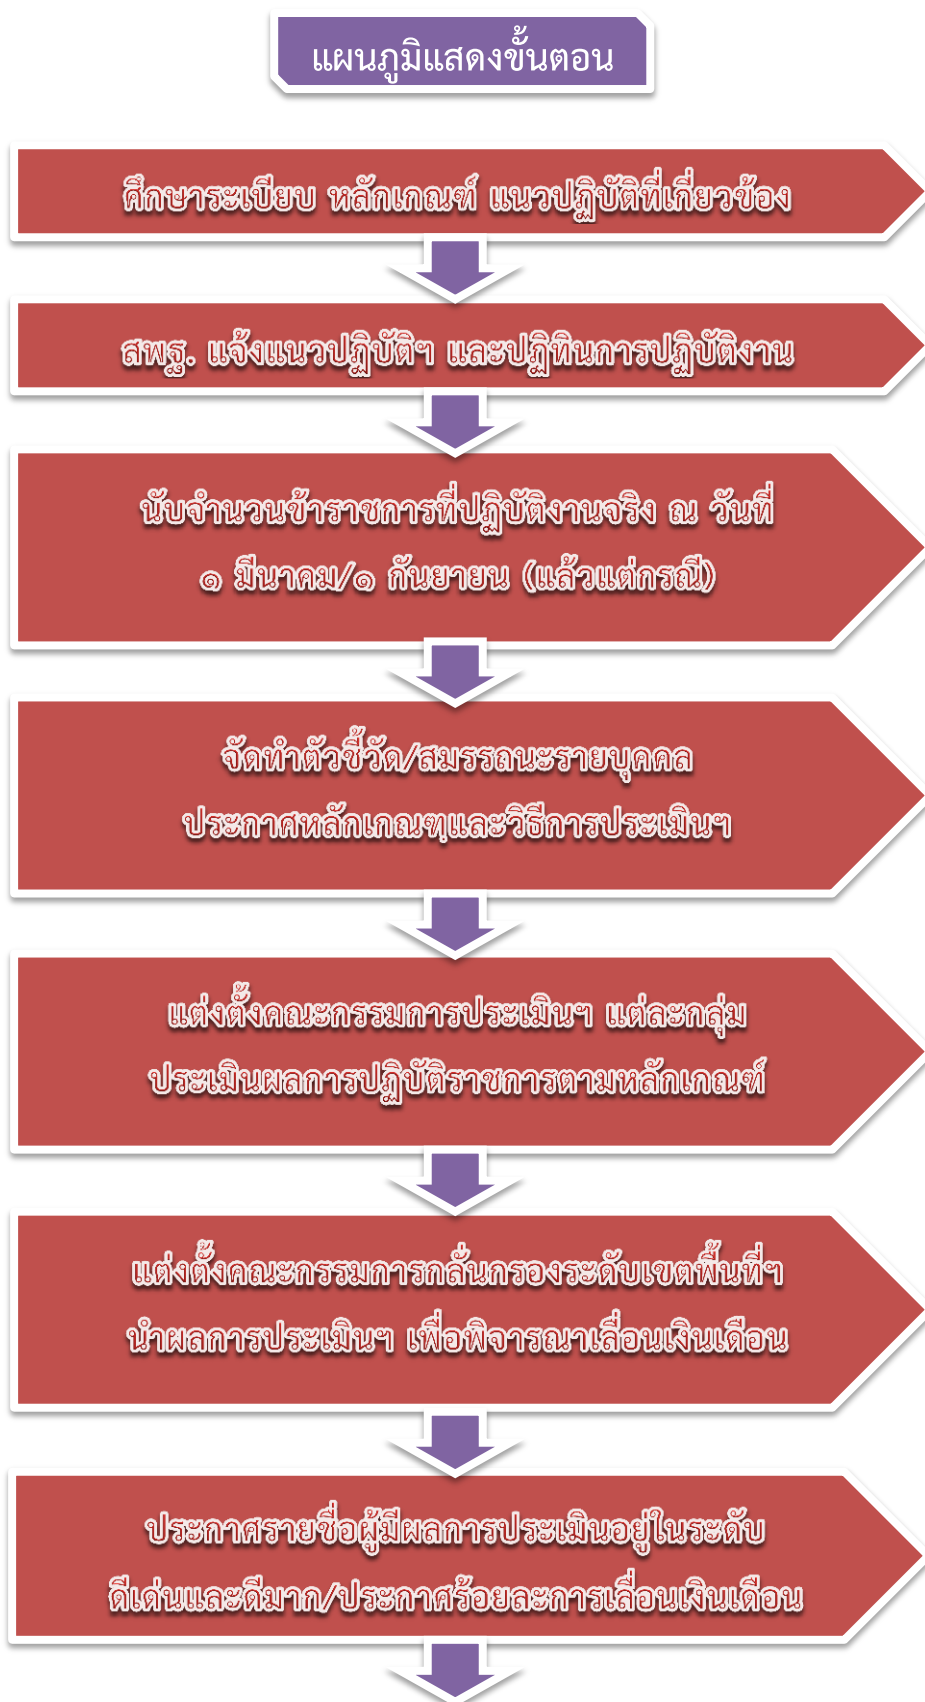 แผนภูมิแสดงขั้นตอน
ศึกษาระเบียบ หลักเกณฑ์ แนวปฏิบัติที่เกี่ยวข้อง
สพฐ. แจ้งแนวปฏิบัติฯ และปฏิทินการปฏิบัติงาน
นับจำนวนข้าราชการที่ปฏิบัติงานจริง ณ วันที่
๑ มีนาคม/๑ กันยายน (แล้วแต่กรณี)
จัดทำตัวชี้วัด/สมรรถนะรายบุคคล
ประกาศหลักเกณฑฺและวิธีการประเมินฯ
แต่งตั้งคณะกรรมการประเมินฯ แต่ละกลุ่ม
ประเมินผลการปฏิบัติราชการตามหลักเกณฑ์
แต่งตั้งคณะกรรมการกลั่นกรองระดับเขตพื้นที่ฯ
นำผลการประเมินฯ เพื่อพิจารณาเลื่อนเงินเดือน
ประกาศรายชื่อผู้มีผลการประเมินอยู่ในระดับ
ดีเด่นและดีมาก/ประกาศร้อยละการเลื่อนเงินเดือน